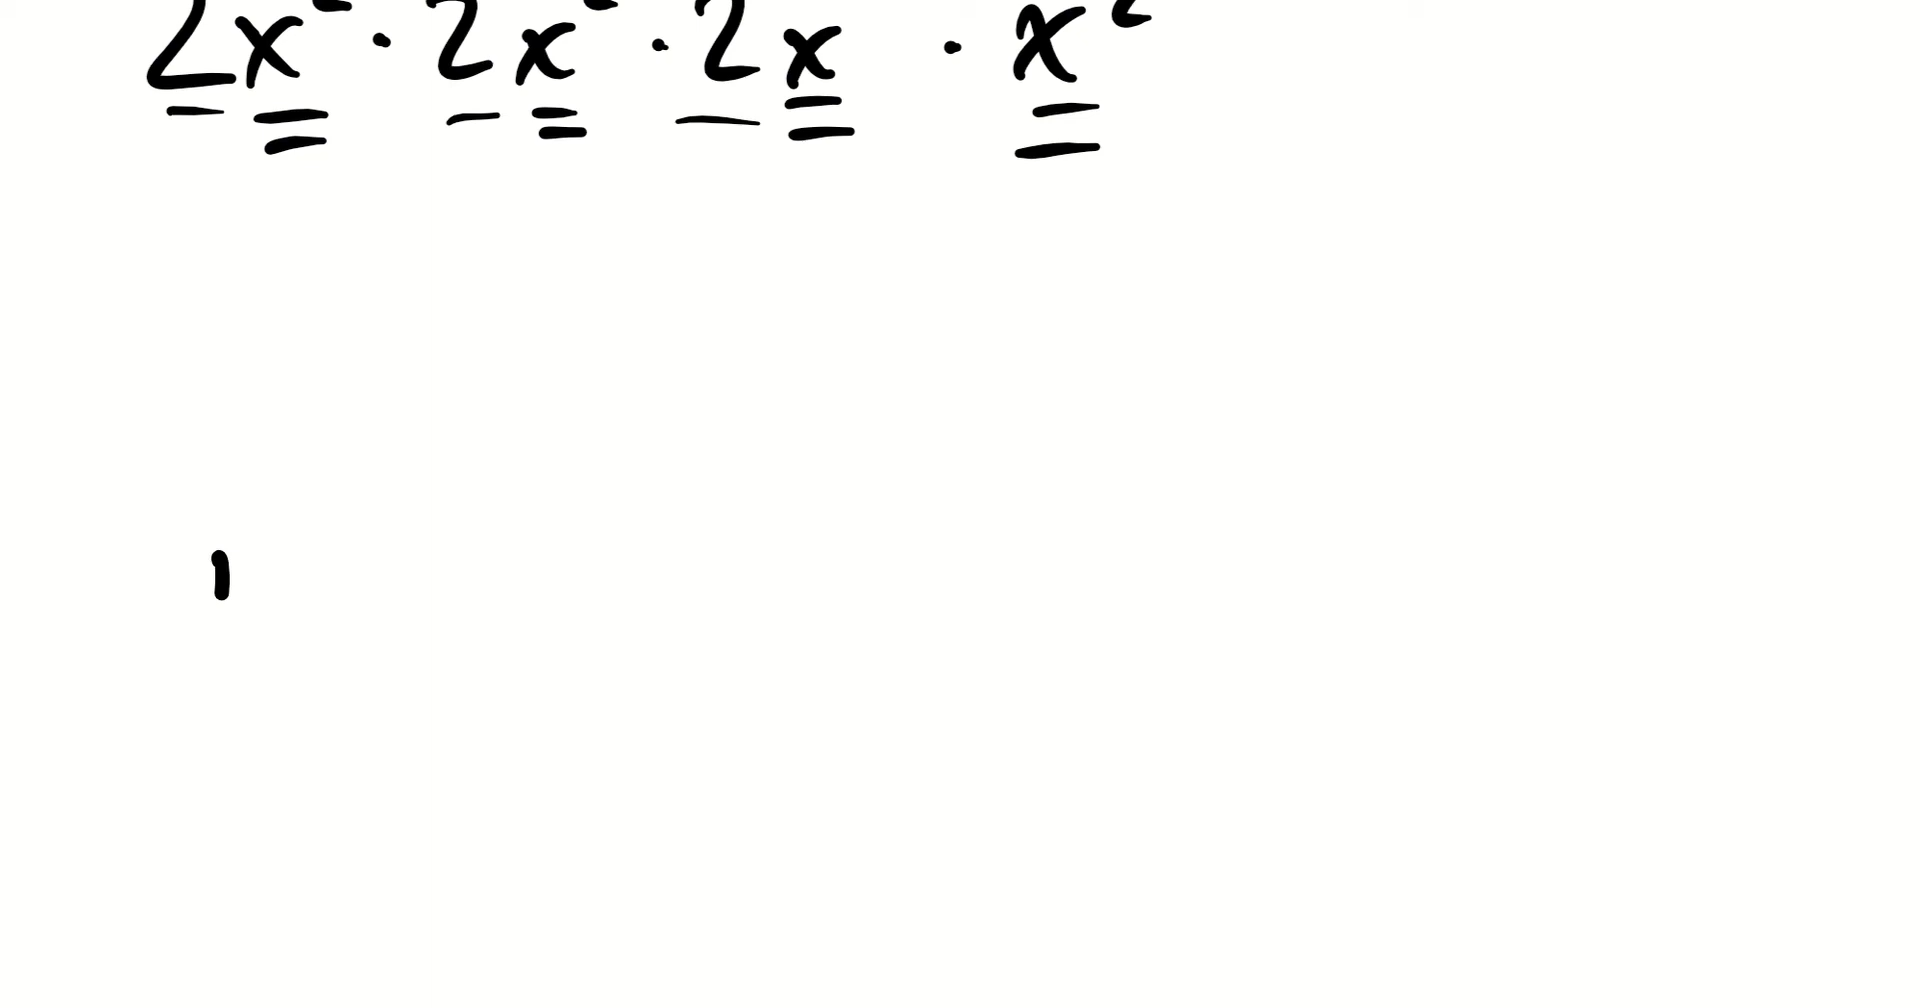 2x² · 2x² · 2x · x²
1